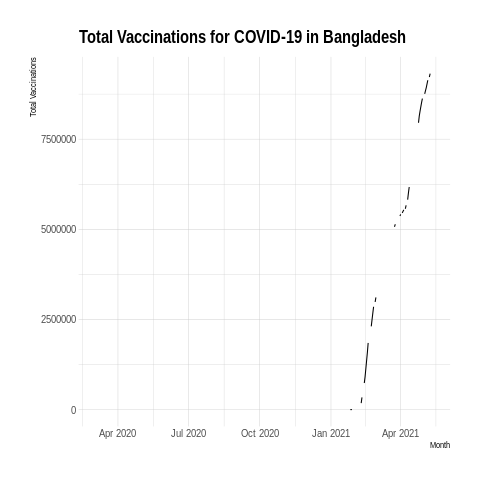 Total Vaccinations for COVID-19 in Bangladesh
Total Vaccinations
7500000
5000000
2500000
0
Apr 2020 Jul 2020 Oct 2020 Jan 2021 Apr 2021
Month